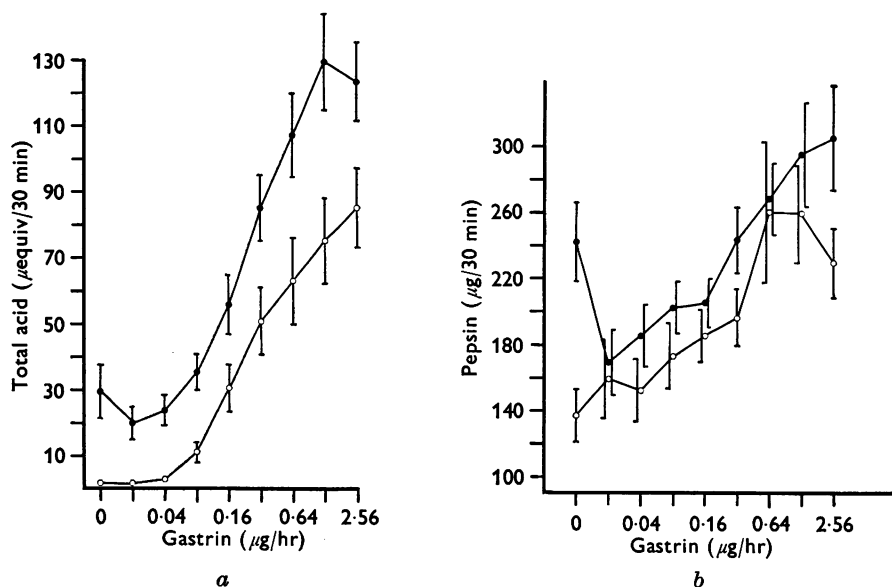 Total acid (μequiv/30 min)
130
110
90
70
50
30
10
0 0·04 0·16 0·64 2·56
Gastrin (μg/hr)
a
Pepsin (μg/30 min)
300
260
220
180
140
100
0 0·04 0·16 0·64 2·56
Gastrin (μg/hr)
b